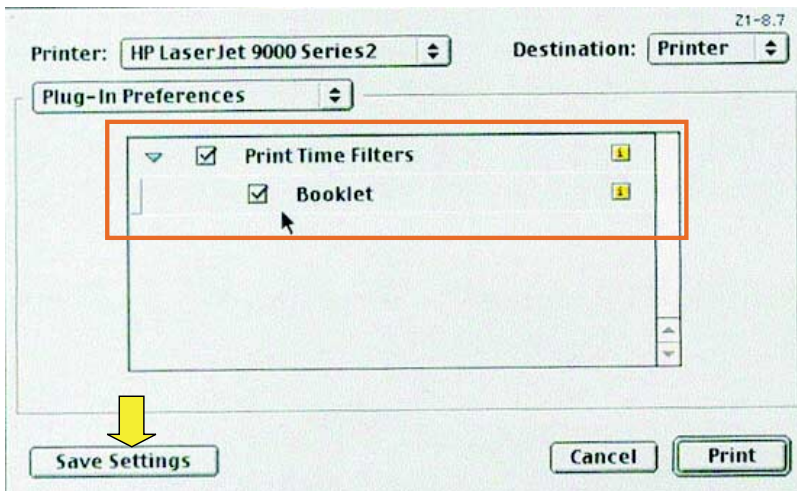 Z1-8.7
Printer: HP LaserJet 9000 Series2 Destination: Printer
Plug-In Preferences
Print Time Filters
Booklet
Save Settings Cancel Print